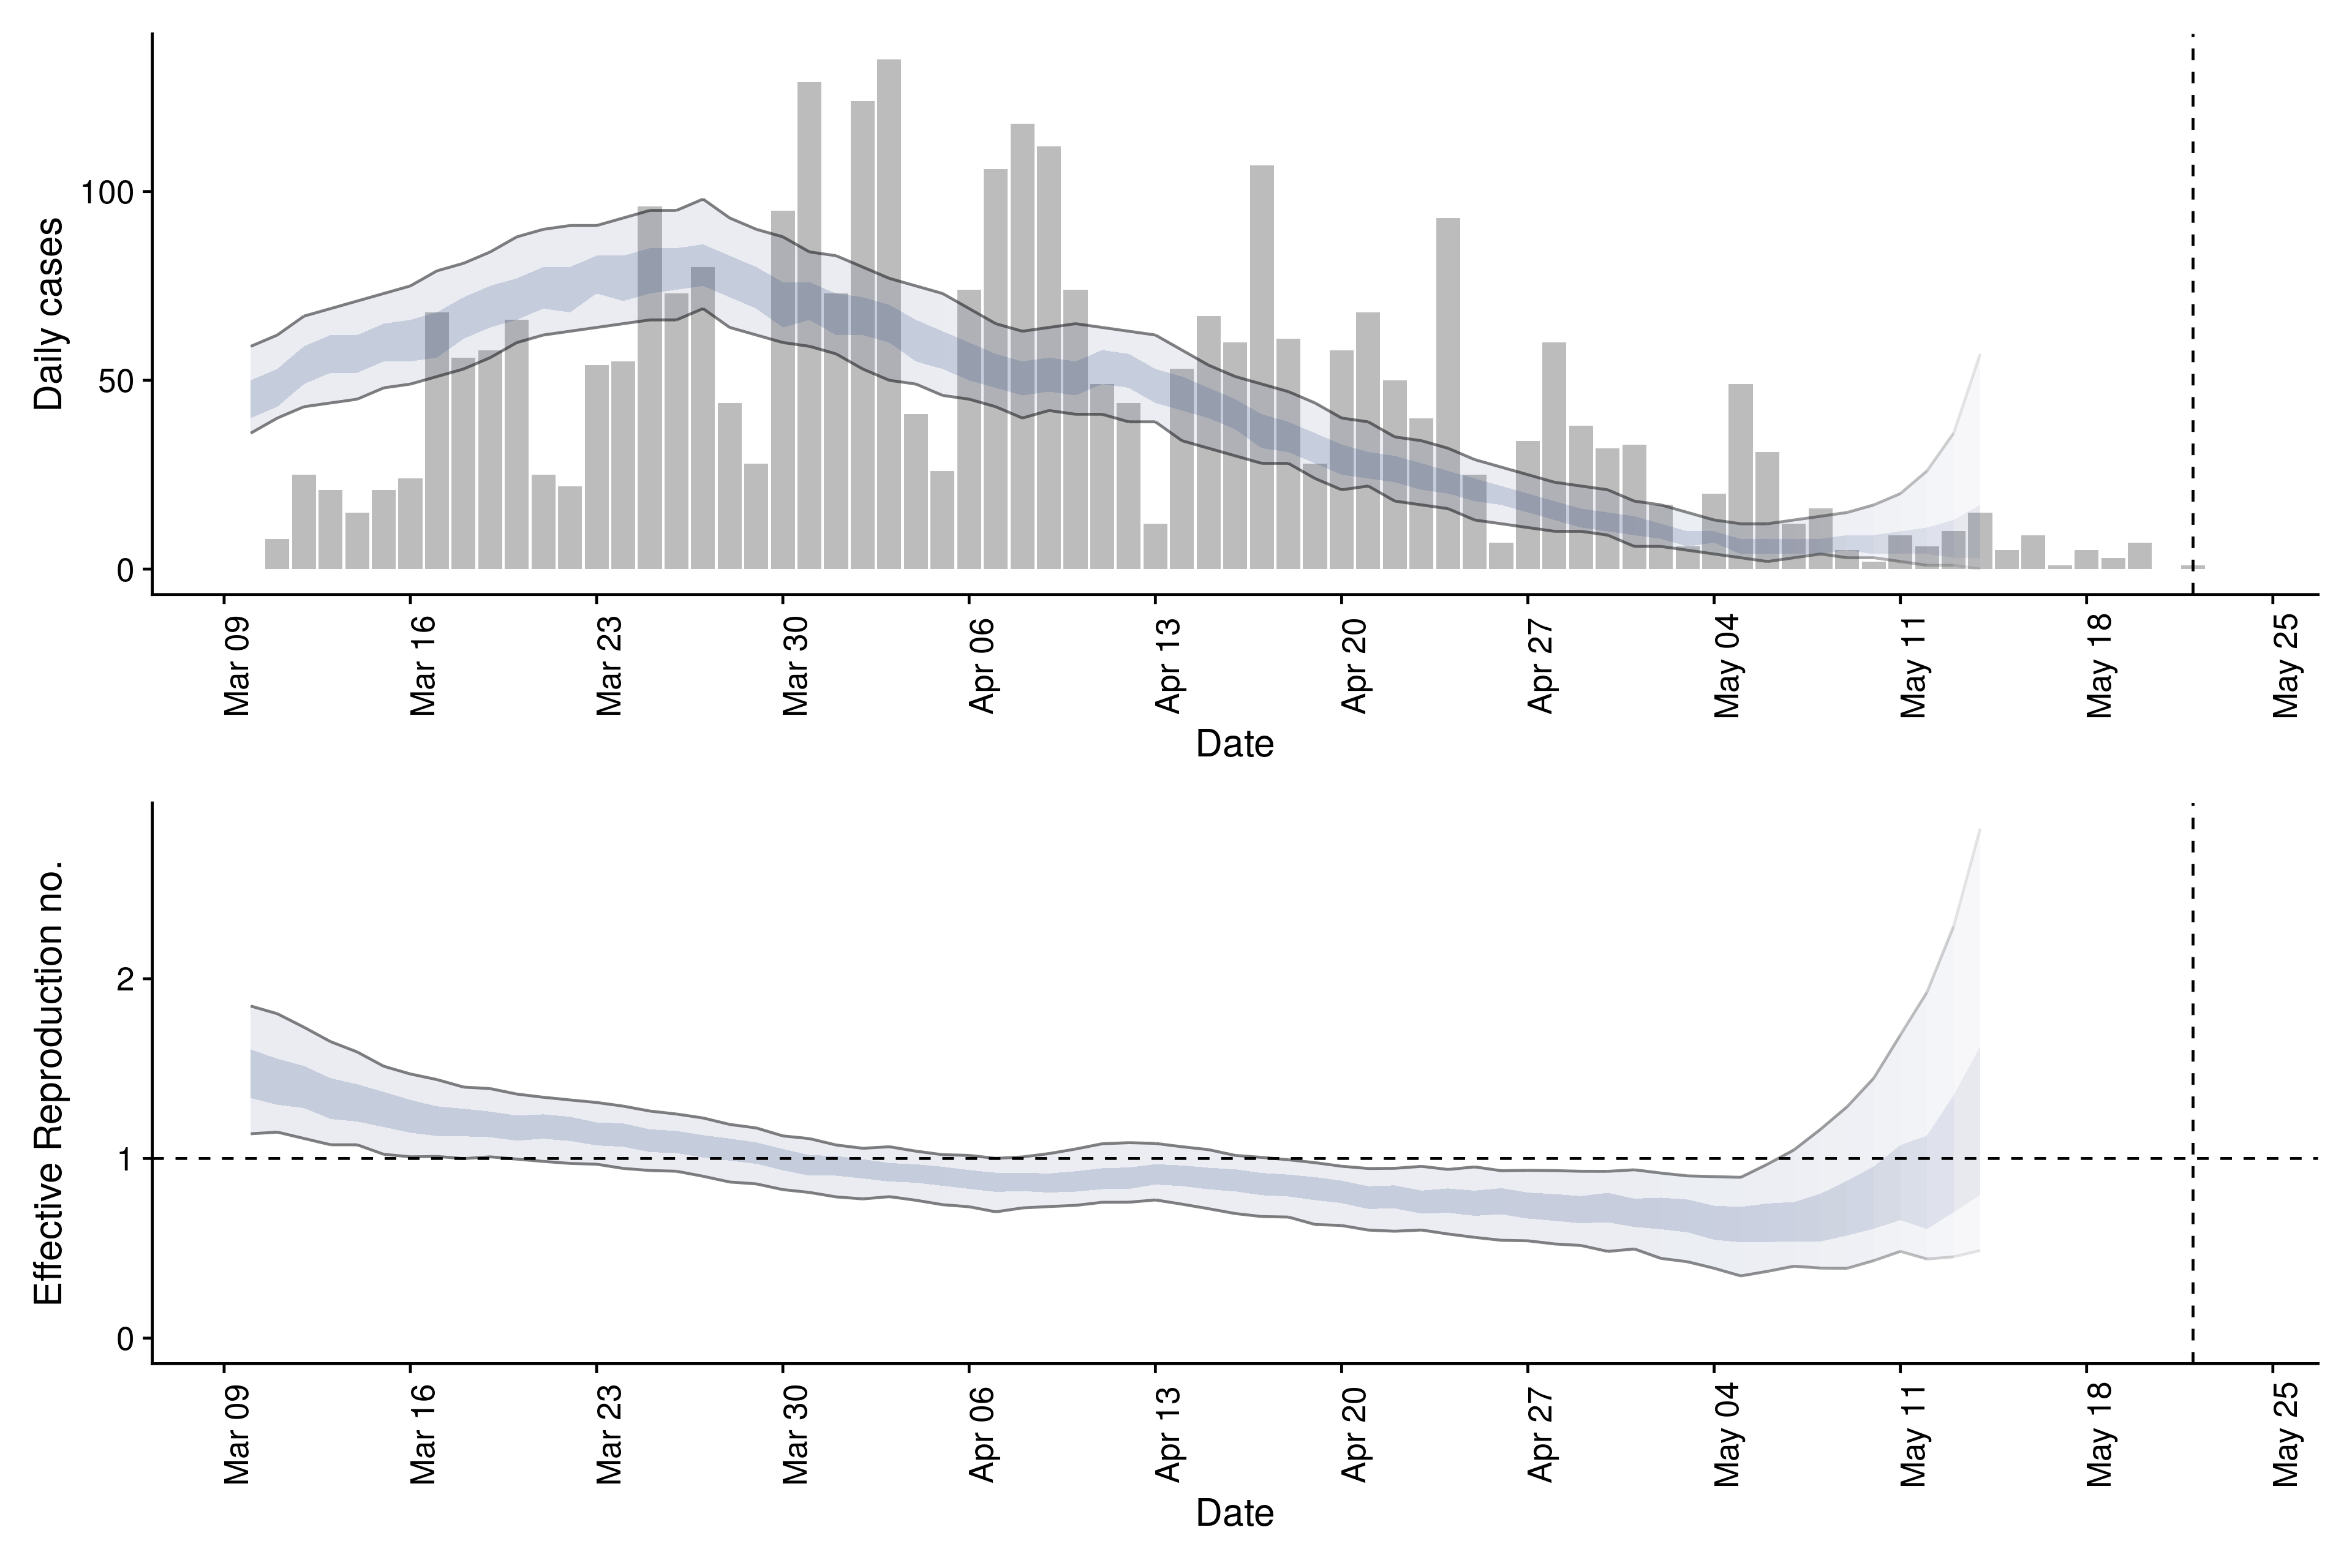 Daily cases
100
50
0
Mar 09
Mar 16
Mar 23
Mar 30
Apr 06
Apr 13
Apr 20
Apr 27
May 04
May 11
May 18
May 25
Date
Effective Reproduction no.
2
1
0
Mar 09
Mar 16
Mar 23
Mar 30
Apr 06
Apr 13
Apr 20
Apr 27
May 04
May 11
May 18
May 25
Date